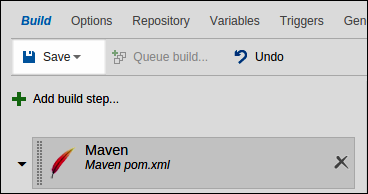 Build Options Repository Variables Triggers Gen
Save Queue build... Undo
Add build step...
Maven
Maven pom.xml